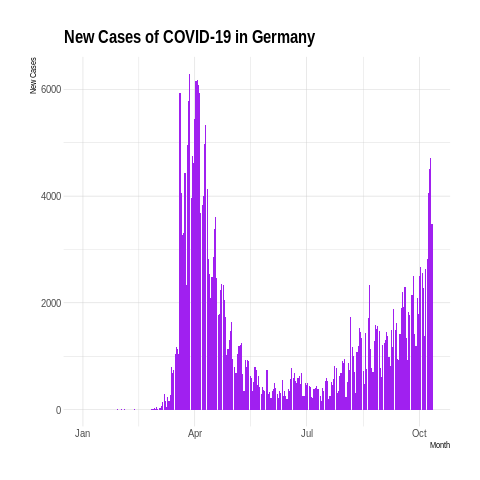 New Cases of COVID-19 in Germany
New Cases
6000
4000
2000
0
Jan Apr Jul Oct
Month